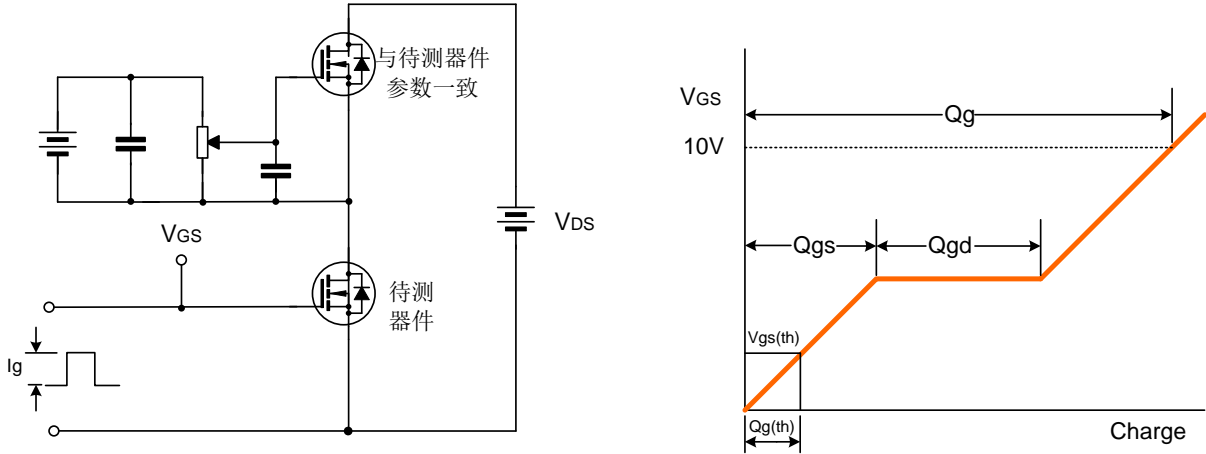 与待测器件
参数一致
VGS
VDS
待测
器件
Ig
VGS
10V
Qg
Qgs
Qgd
Vgs(th)
Qg(th)
Charge